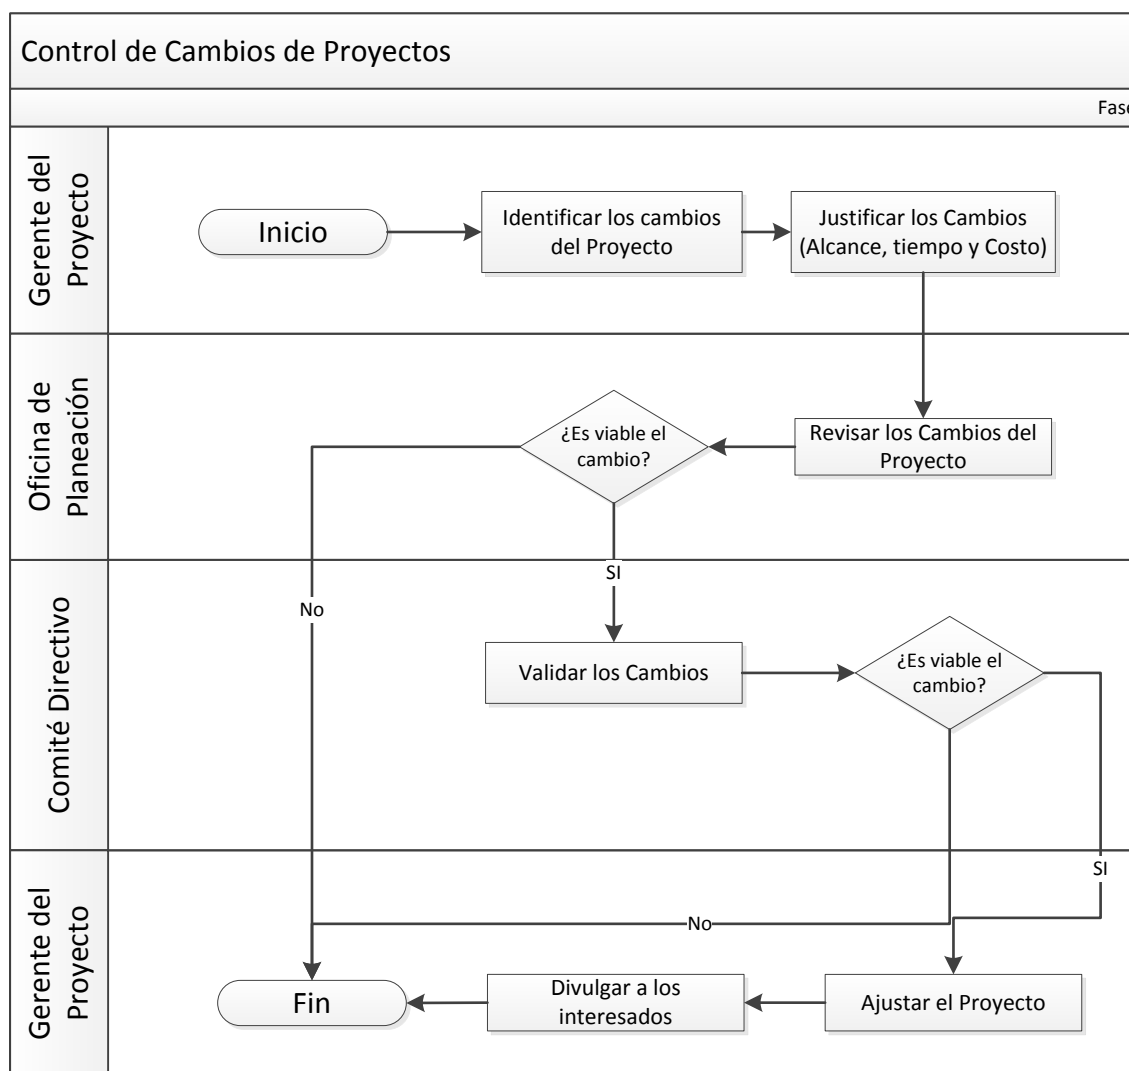 Control de Cambios de Proyectos
Fase
Gerente del
Proyecto
Inicio
Identificar los cambios
del Proyecto
Justificar los Cambios
(Alcance, tiempo y Costo)
Oficina de
Planeación
¿Es viable el
cambio?
Revisar los Cambios del
Proyecto
SI
No
Comité Directivo
Validar los Cambios
¿Es viable el
cambio?
SI
No
Gerente del
Proyecto
Fin
Divulgar a los
interesados
Ajustar el Proyecto